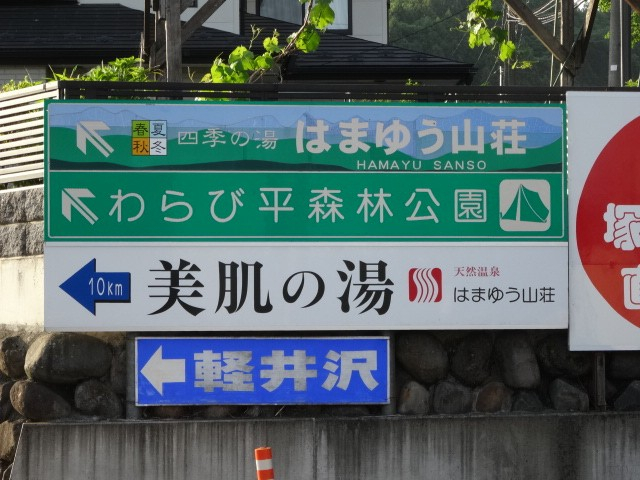 春夏秋冬 四季の湯 はまゆう山荘
HAMAYU SANSO
わらび平森林公園
10km 美肌の湯 天然温泉
はまゆう山荘
軽井沢
塚